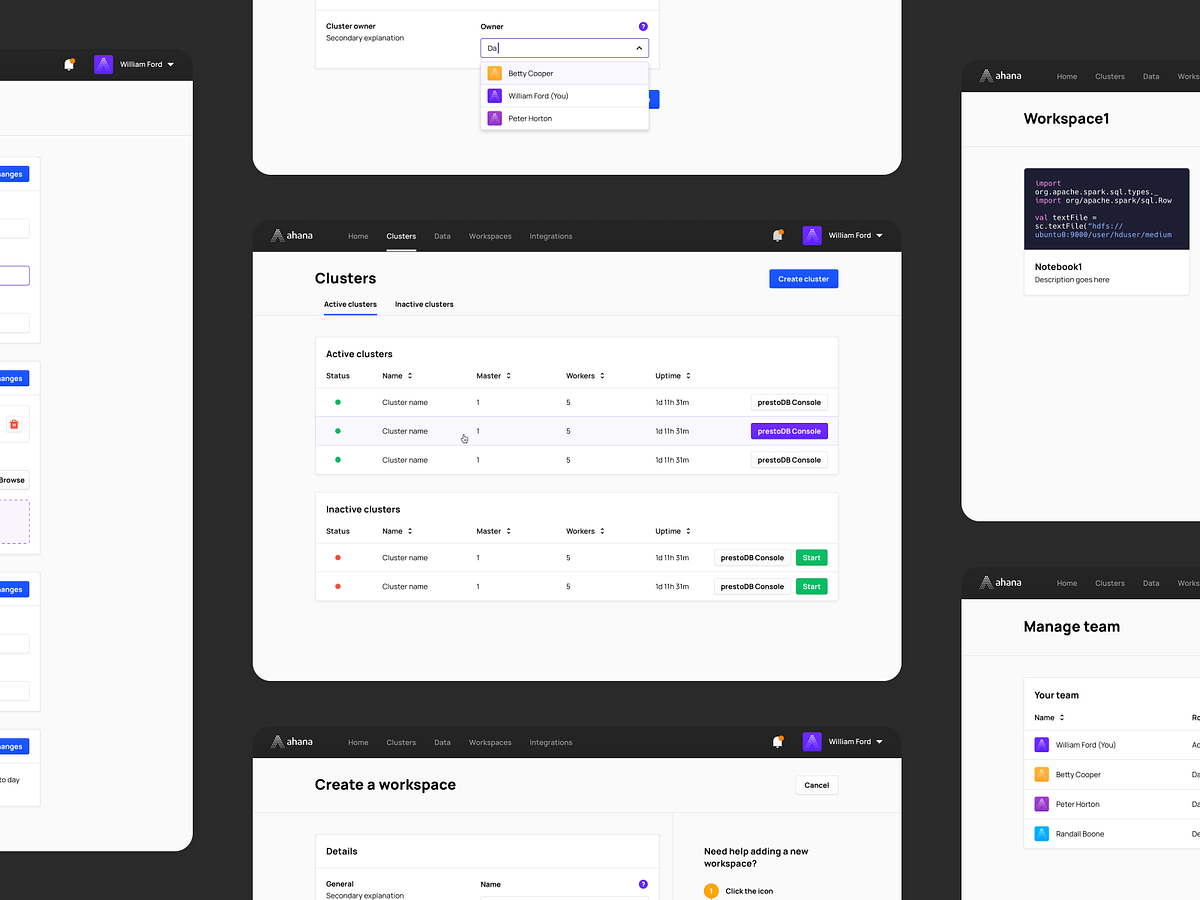 William Ford
anges
anges
Browse
anges
anges
to day
Cluster owner
Secondary explanation
Owner
?
Da
Betty Cooper
William Ford (You)
Peter Horton
ahana
Home
Clusters
Data
Workspaces
Integrations
William Ford
Clusters
Create cluster
Active clusters
Inactive clusters
Active clusters
Status Name Master Workers Uptime
Cluster name 1 5 1d 11h 31m prestoDB Console
Cluster name 1 5 1d 11h 31m prestoDB Console
Cluster name 1 5 1d 11h 31m prestoDB Console
Inactive clusters
Status Name Master Workers Uptime
Cluster name 1 5 1d 11h 31m prestoDB Console Start
Cluster name 1 5 1d 11h 31m prestoDB Console Start
ahana
Home
Clusters
Data
Workspaces
Integrations
William Ford
Create a workspace
Cancel
Details
General
Secondary explanation
Name
?
Need help adding a new
workspace?
1 Click the icon
ahana
Home
Clusters
Data
Works
Workspace1
import
org.apache.spark.sql.types._
import org/apache.spark/sql.Row
val textFile =
sc.textFile("hdfs://
ubuntu0:9000/user/hduser/medium
Notebook1
Description goes here
ahana
Home
Clusters
Data
Works
Manage team
Your team
Name Ro
William Ford (You) Ac
Betty Cooper Da
Peter Horton Da
Randall Boone De